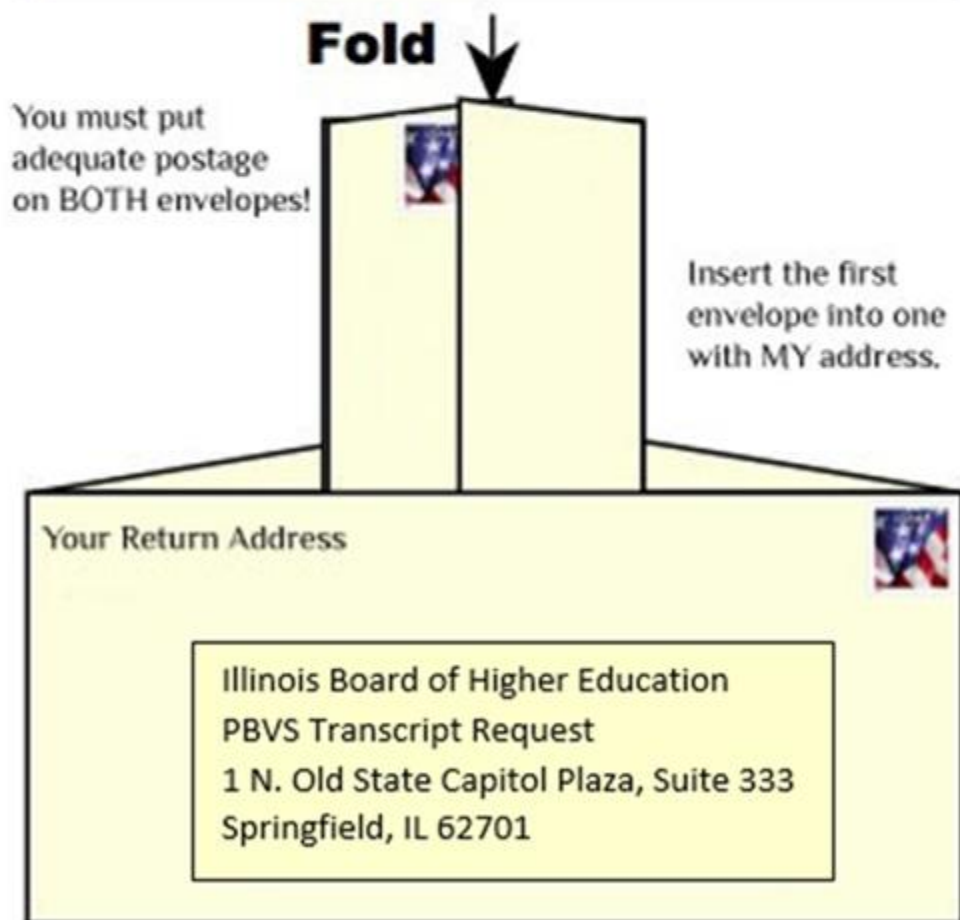 Fold
You must put
adequate postage
on BOTH envelopes!
Insert the first
envelope into one
with MY address.
Your Return Address
Illinois Board of Higher Education
PBVS Transcript Request
1 N. Old State Capitol Plaza, Suite 333
Springfield, IL 62701